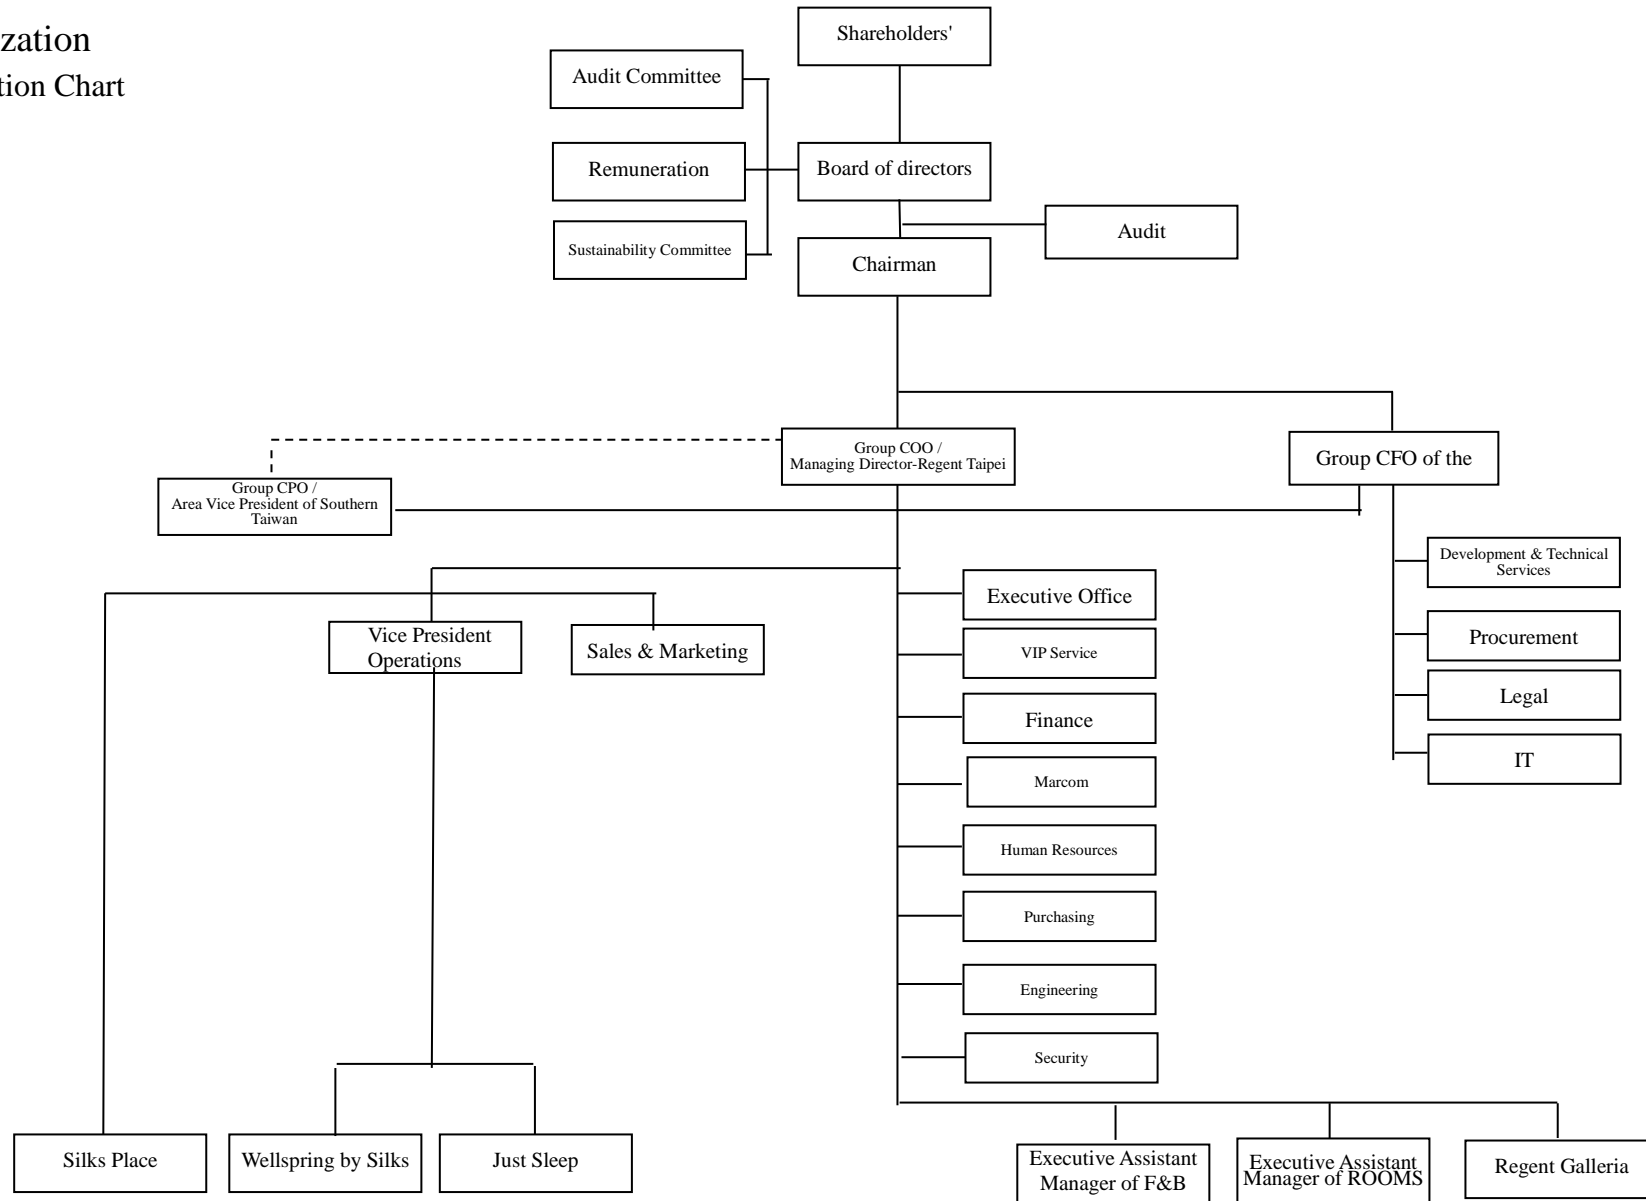 zation
tion Chart
Shareholders'
Audit Committee
Remuneration
Board of directors
Sustainability Committee
Audit
Chairman
Group COO /
Managing Director-Regent Taipei
Group CFO of the
Group CPO /
Area Vice President of Southern
Taiwan
Development & Technical
Services
Procurement
Legal
IT
Vice President
Operations
Sales & Marketing
Executive Office
VIP Service
Finance
Marcom
Human Resources
Purchasing
Engineering
Security
Silks Place
Wellspring by Silks
Just Sleep
Executive Assistant
Manager of F&B
Executive Assistant
Manager of ROOMS
Regent Galleria